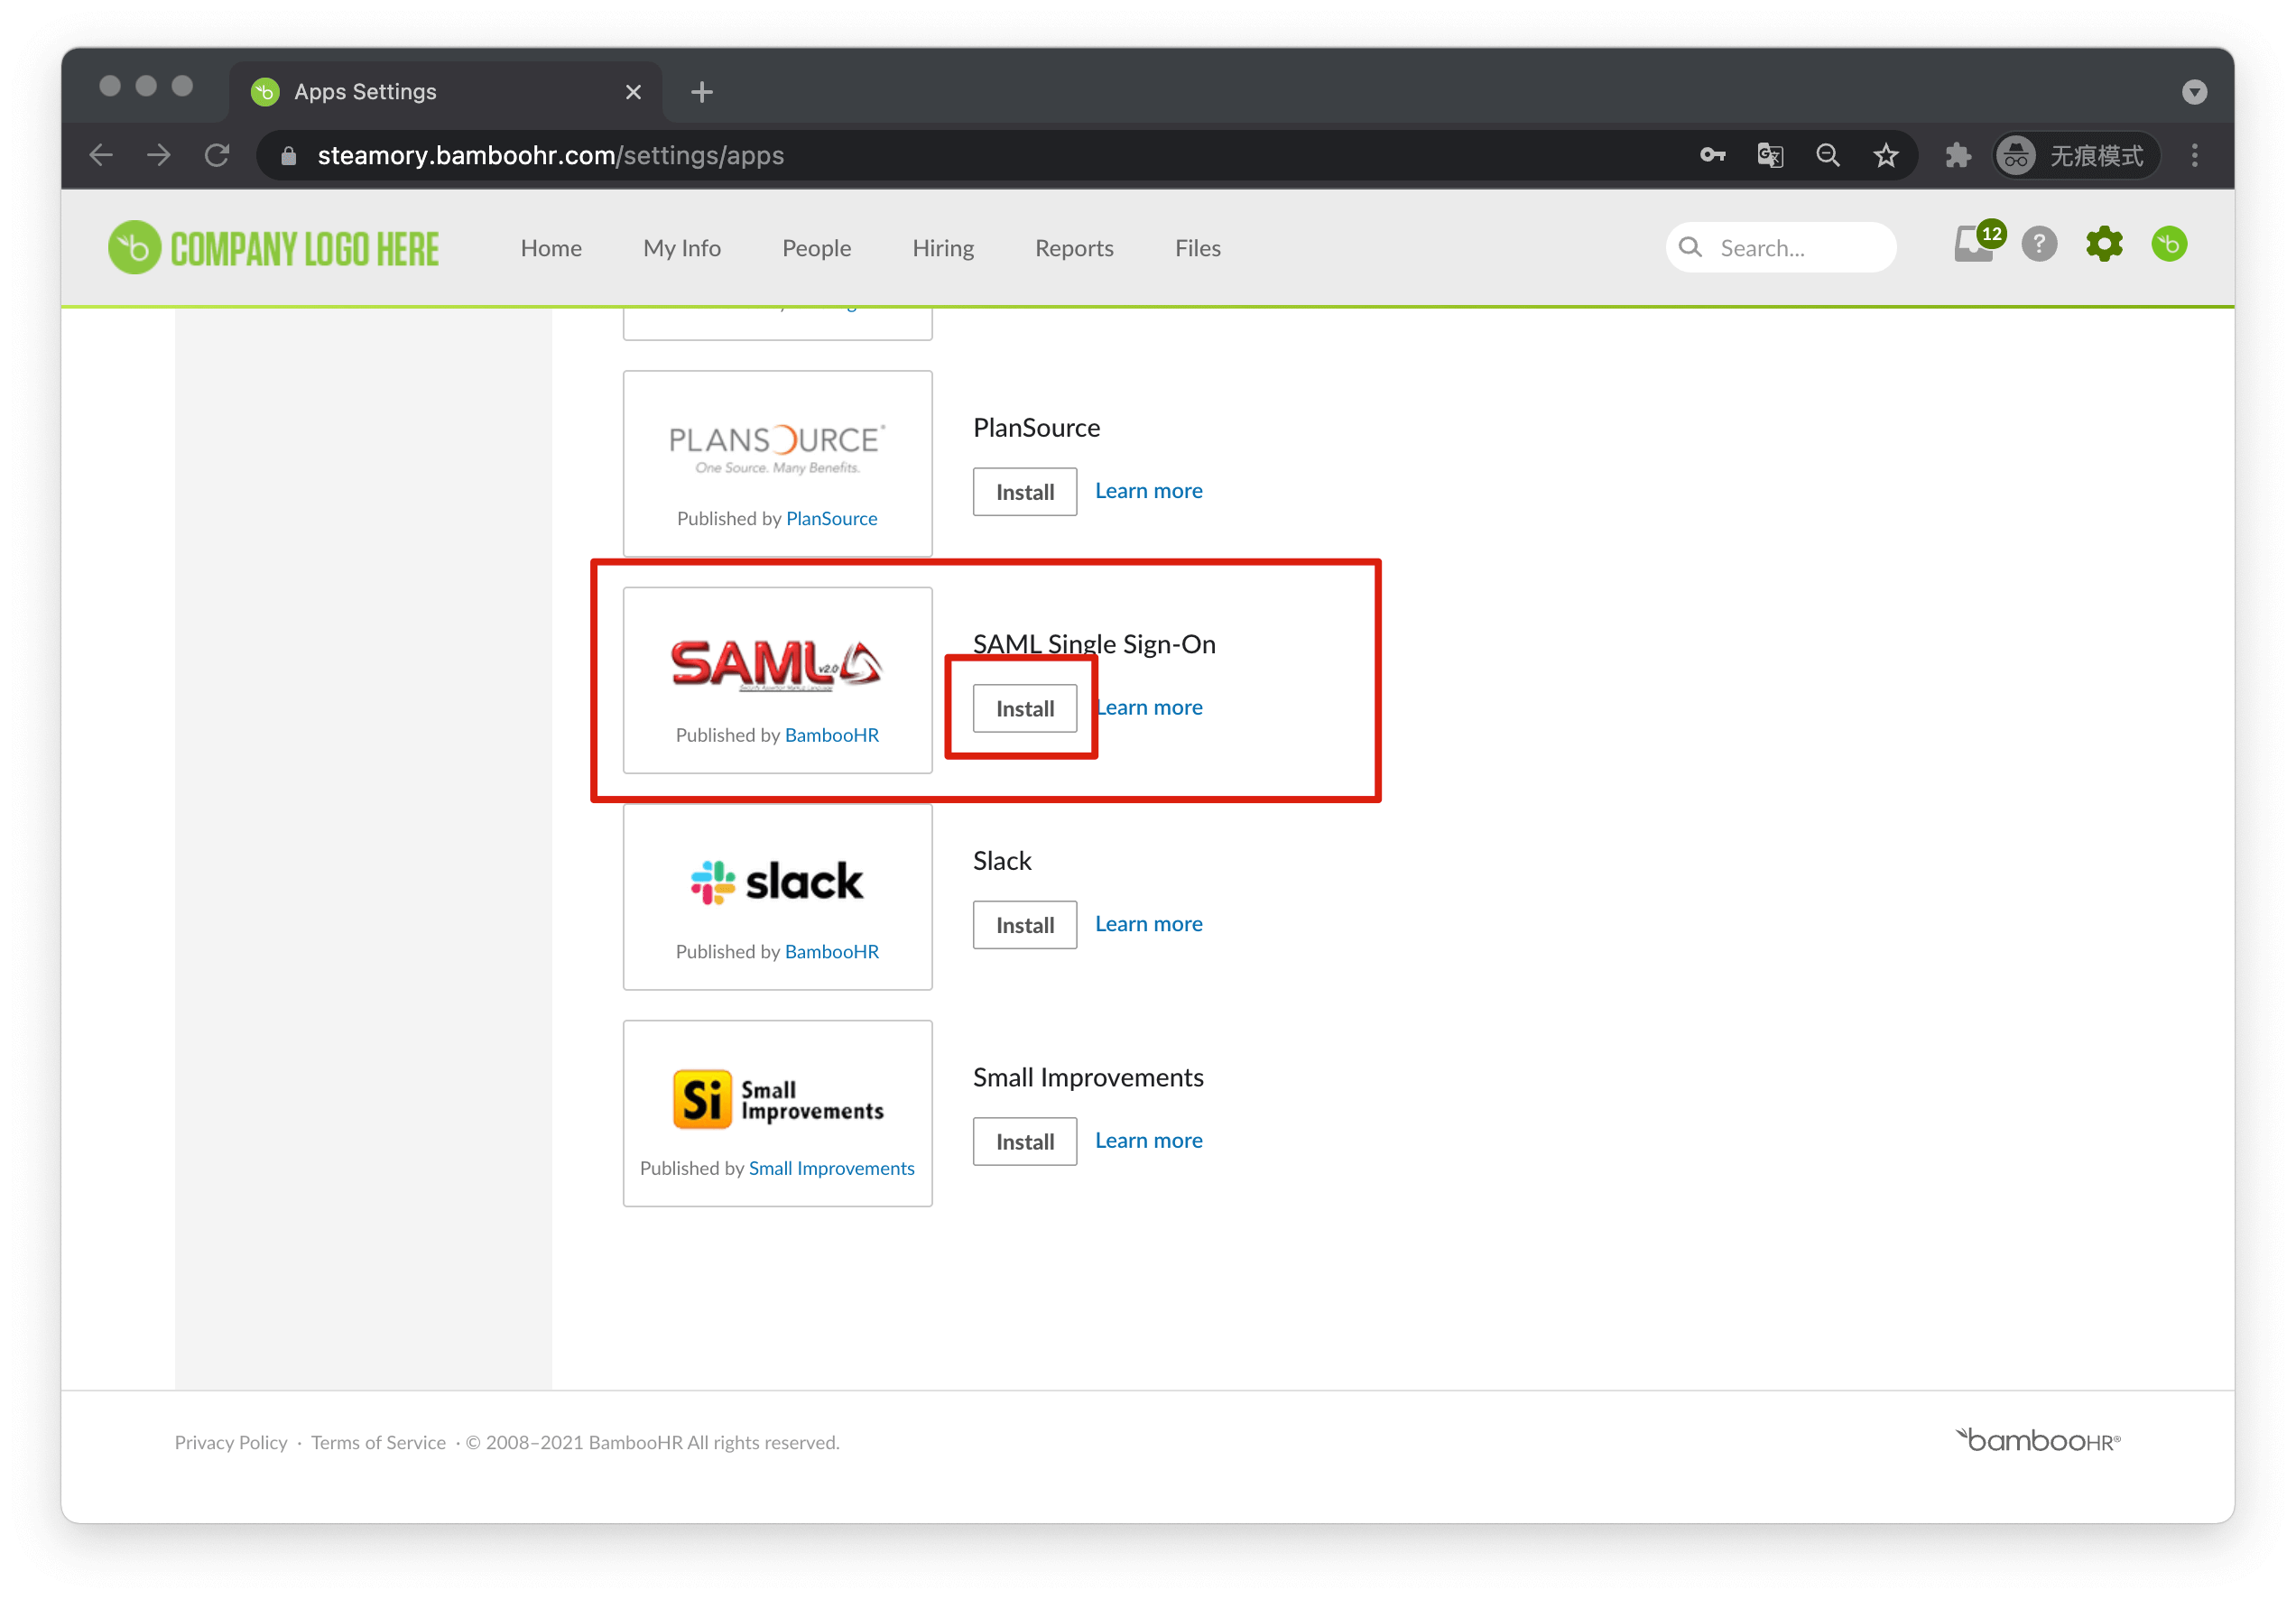 Apps Settings
steamory.bamboohr.com/settings/apps
无痕模式
COMPANY LOGO HERE
Home
My Info
People
Hiring
Reports
Files
Search...
12
PLANSOURCE
One Source. Many Benefits.
Published by PlanSource
PlanSource
Install
Learn more
SAML v2.0
Published by BambooHR
SAML Single Sign-On
Install
Learn more
slack
Published by BambooHR
Slack
Install
Learn more
Si Small
Improvements
Published by Small Improvements
Small Improvements
Install
Learn more
Privacy Policy · Terms of Service · © 2008–2021 BambooHR All rights reserved.
bambooHR®